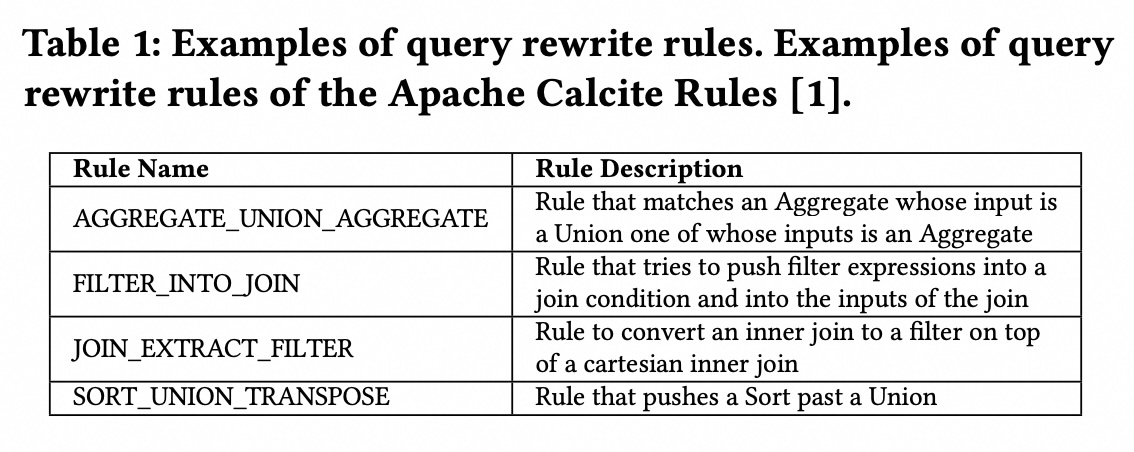 Table 1: Examples of query rewrite rules. Examples of query
rewrite rules of the Apache Calcite Rules [1].
Rule Name
Rule Description
AGGREGATE_UNION_AGGREGATE
Rule that matches an Aggregate whose input is
a Union one of whose inputs is an Aggregate
FILTER_INTO_JOIN
Rule that tries to push filter expressions into a
join condition and into the inputs of the join
JOIN_EXTRACT_FILTER
Rule to convert an inner join to a filter on top
of a cartesian inner join
SORT_UNION_TRANSPOSE
Rule that pushes a Sort past a Union